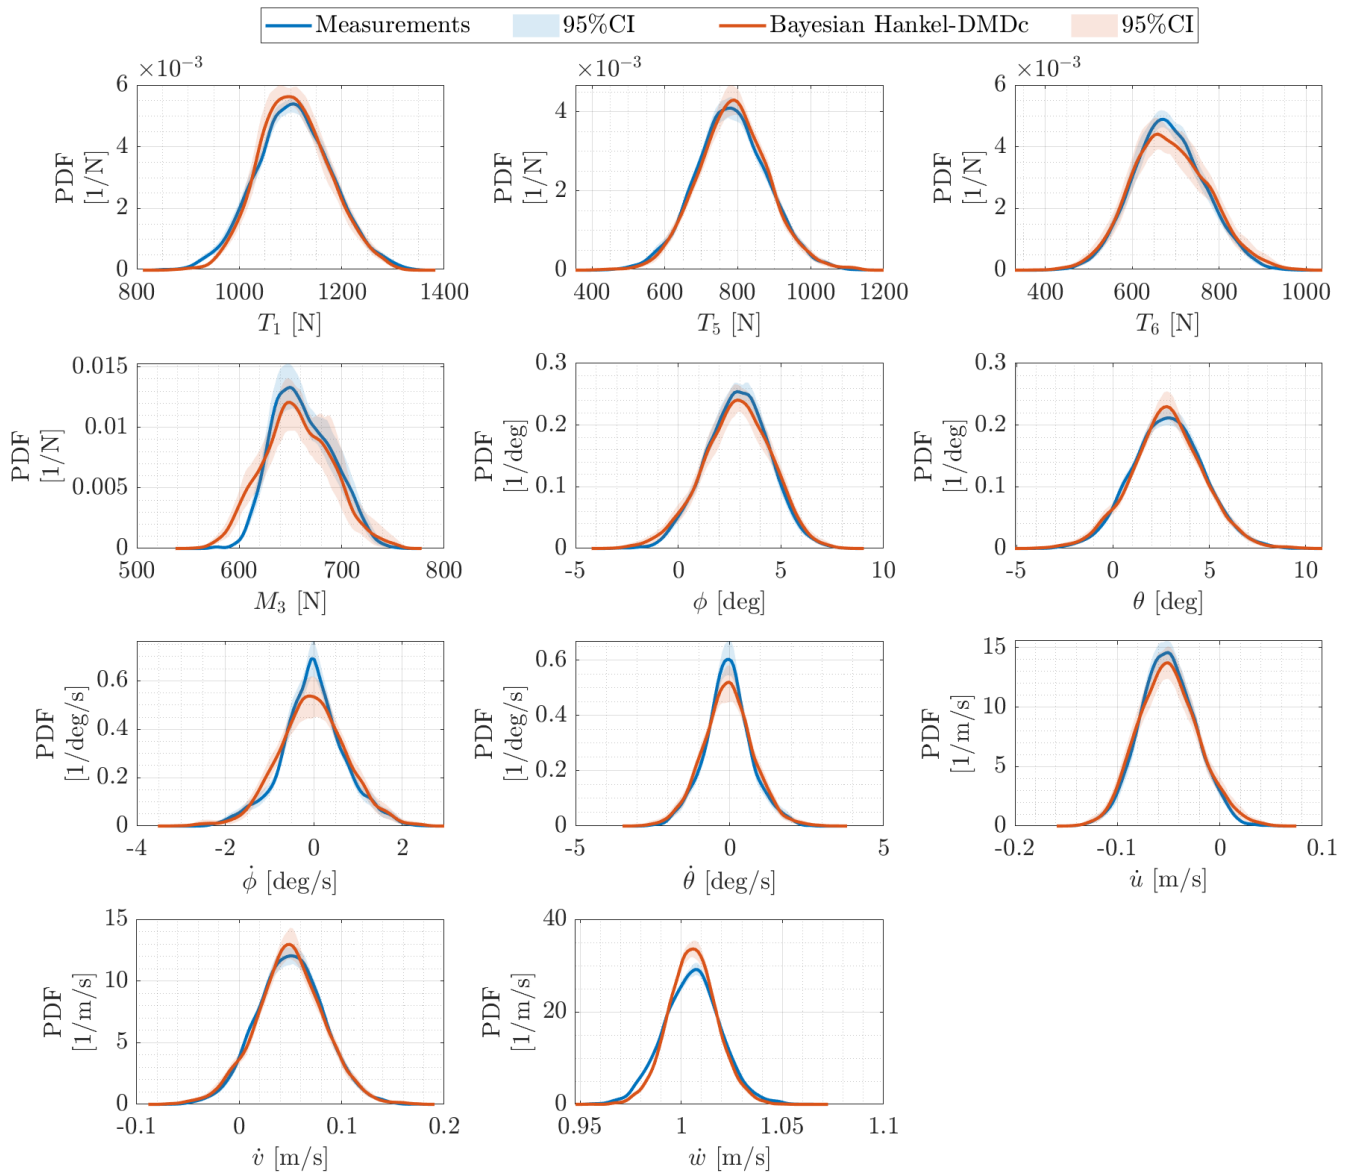 Measurements 95%CI Bayesian Hankel-DMDc 95%CI
×10⁻³ ×10⁻³ ×10⁻³
PDF [1/N]
6
4
2
0
800 1000 1200 1400
T₁ [N]
PDF [1/N]
4
2
0
400 600 800 1000 1200
T₅ [N]
PDF [1/N]
6
4
2
0
400 600 800 1000
T₆ [N]
PDF [1/N]
0.015
0.01
0.005
0
500 600 700 800
M₃ [N]
PDF [1/deg]
0.3
0.2
0.1
0
-5 0 5 10
ϕ [deg]
PDF [1/deg]
0.3
0.2
0.1
0
-5 0 5 10
θ [deg]
PDF [1/deg/s]
0.6
0.4
0.2
0
-4 -2 0 2
ϕ̇ [deg/s]
PDF [1/deg/s]
0.6
0.4
0.2
0
-5 0 5
θ̇ [deg/s]
PDF [1/m/s]
15
10
5
0
-0.2 -0.1 0 0.1
u̇ [m/s]
PDF [1/m/s]
15
10
5
0
-0.1 0 0.1 0.2
v̇ [m/s]
PDF [1/m/s]
40
20
0
0.95 1 1.05 1.1
ẇ [m/s]